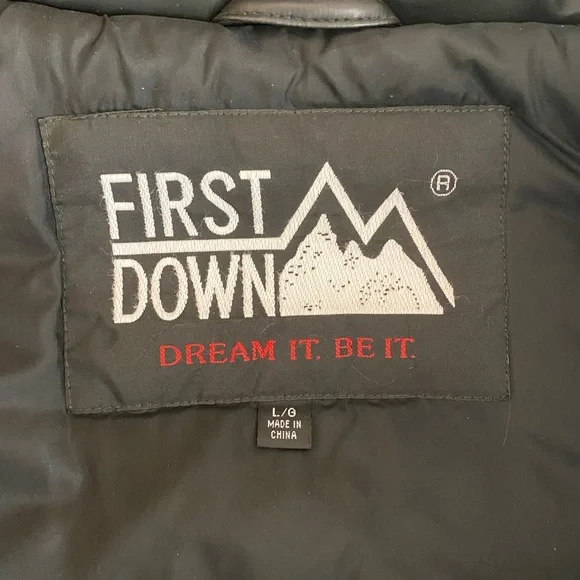 FIRST
DOWN
®
DREAM IT. BE IT.
L/G
MADE IN
CHINA